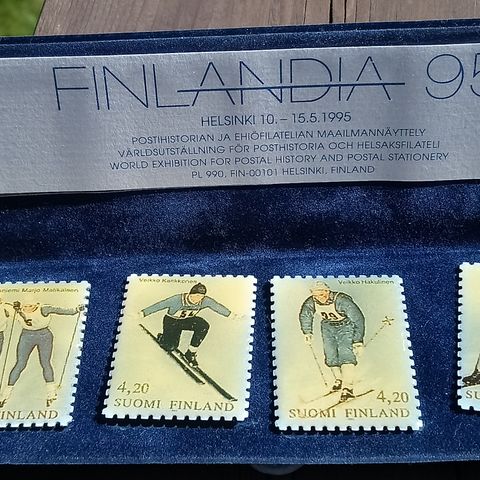 FINLANDIA 95
HELSINKI 10. – 15.5.1995
POSTIHISTORIAN JA EHIÖFILATELIAN MAAILMANNÄYTTELY
VÄRLDSUTSTÄLLNING FÖR POSTHISTORIA OCH HELSAKSFILATELI
WORLD EXHIBITION FOR POSTAL HISTORY AND POSTAL STATIONERY
PL 990, FIN-00101 HELSINKI, FINLAND
Marjo Matikainen
FINLAND
Veikko Kankkonen
54
4,20
SUOMI FINLAND
Veikko Hakulinen
4,20
SUOMI FINLAND